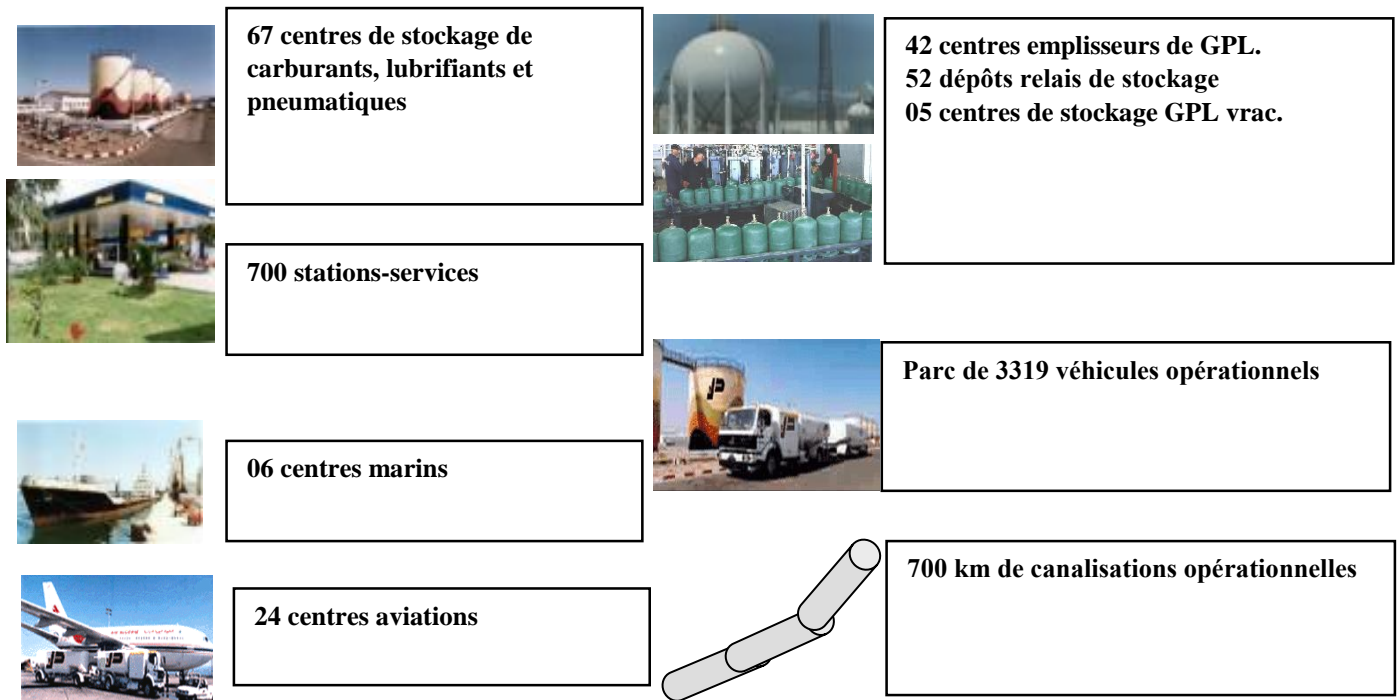 67 centres de stockage de
carburants, lubrifiants et
pneumatiques
700 stations-services
06 centres marins
24 centres aviations
42 centres emplisseurs de GPL.
52 dépôts relais de stockage
05 centres de stockage GPL vrac.
Parc de 3319 véhicules opérationnels
700 km de canalisations opérationnelles